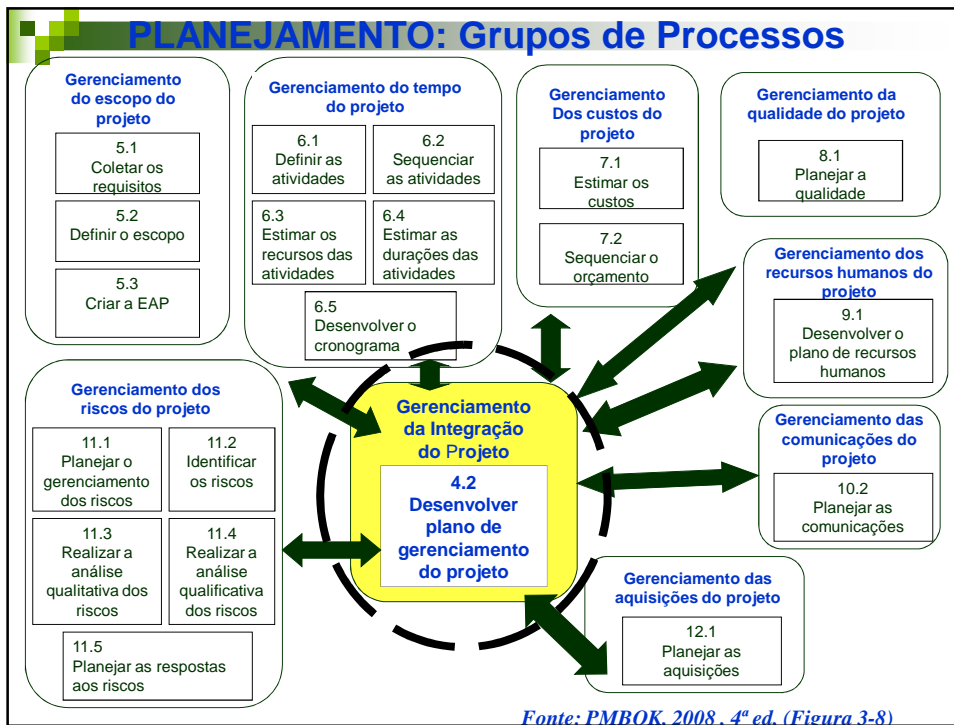 PLANEJAMENTO: Grupos de Processos
Gerenciamento
do escopo do
projeto
5.1
Coletar os
requisitos
5.2
Definir o escopo
5.3
Criar a EAP
Gerenciamento do tempo
do projeto
6.1
Definir as
atividades
6.2
Sequenciar
as atividades
6.3
Estimar os
recursos das
atividades
6.4
Estimar as
durações das
atividades
6.5
Desenvolver o
cronograma
Gerenciamento
Dos custos do
projeto
7.1
Estimar os
custos
7.2
Sequenciar o
orçamento
Gerenciamento da
qualidade do projeto
8.1
Planejar a
qualidade
Gerenciamento dos
recursos humanos do
projeto
9.1
Desenvolver o
plano de recursos
humanos
Gerenciamento dos
riscos do projeto
11.1
Planejar o
gerenciamento
dos riscos
11.2
Identificar
os riscos
11.3
Realizar a
análise
qualitativa dos
riscos
11.4
Realizar a
análise
qualificativa
dos riscos
11.5
Planejar as respostas
aos riscos
Gerenciamento
da Integração
do Projeto
4.2
Desenvolver
plano de
gerenciamento
do projeto
Gerenciamento das
comunicações do
projeto
10.2
Planejar as
comunicações
Gerenciamento das
aquisições do projeto
12.1
Planejar as
aquisições
Fonte: PMBOK, 2008 , 4ª ed. (Figura 3-8)